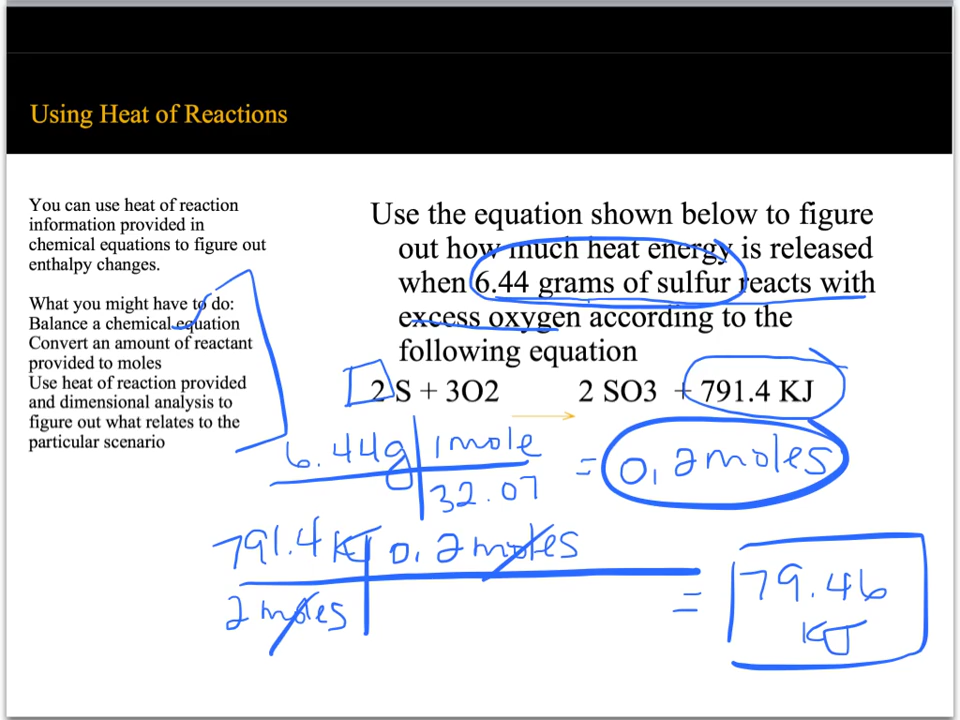 Using Heat of Reactions
You can use heat of reaction
information provided in
chemical equations to figure out
enthalpy changes.
What you might have to do:
Balance a chemical equation
Convert an amount of reactant
provided to moles
Use heat of reaction provided
and dimensional analysis to
figure out what relates to the
particular scenario
Use the equation shown below to figure
out how much heat energy is released
when 6.44 grams of sulfur reacts with
excess oxygen according to the
following equation
2 S + 3O2 2 SO3 + 791.4 KJ
6.44g 1 mole
32.07
= 0.2 moles
791.4 KJ 0.2 moles
2 moles
= 79.46
KJ